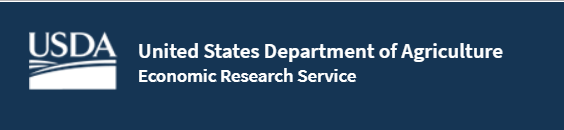 USDA
United States Department of Agriculture
Economic Research Service